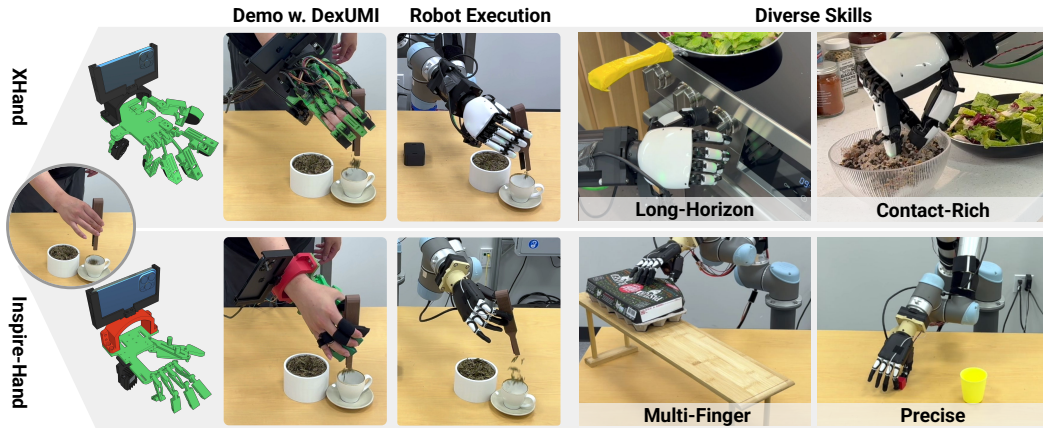 Demo w. DexUMI
Robot Execution
Diverse Skills
XHand
Long-Horizon
Contact-Rich
Inspire-Hand
Multi-Finger
Precise